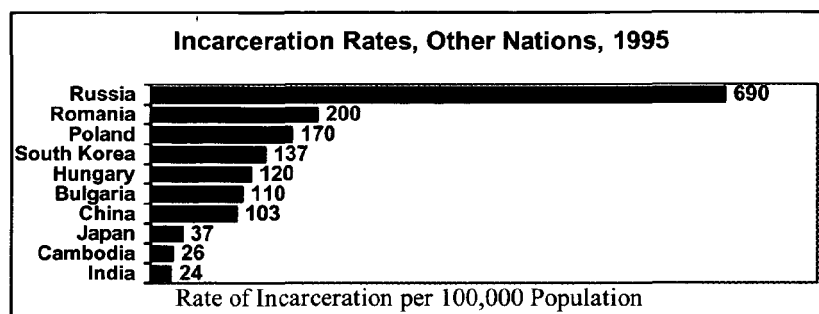 Incarceration Rates, Other Nations, 1995
Russia 690
Romania 200
Poland 170
South Korea 137
Hungary 120
Bulgaria 110
China 103
Japan 37
Cambodia 26
India 24
Rate of Incarceration per 100,000 Population